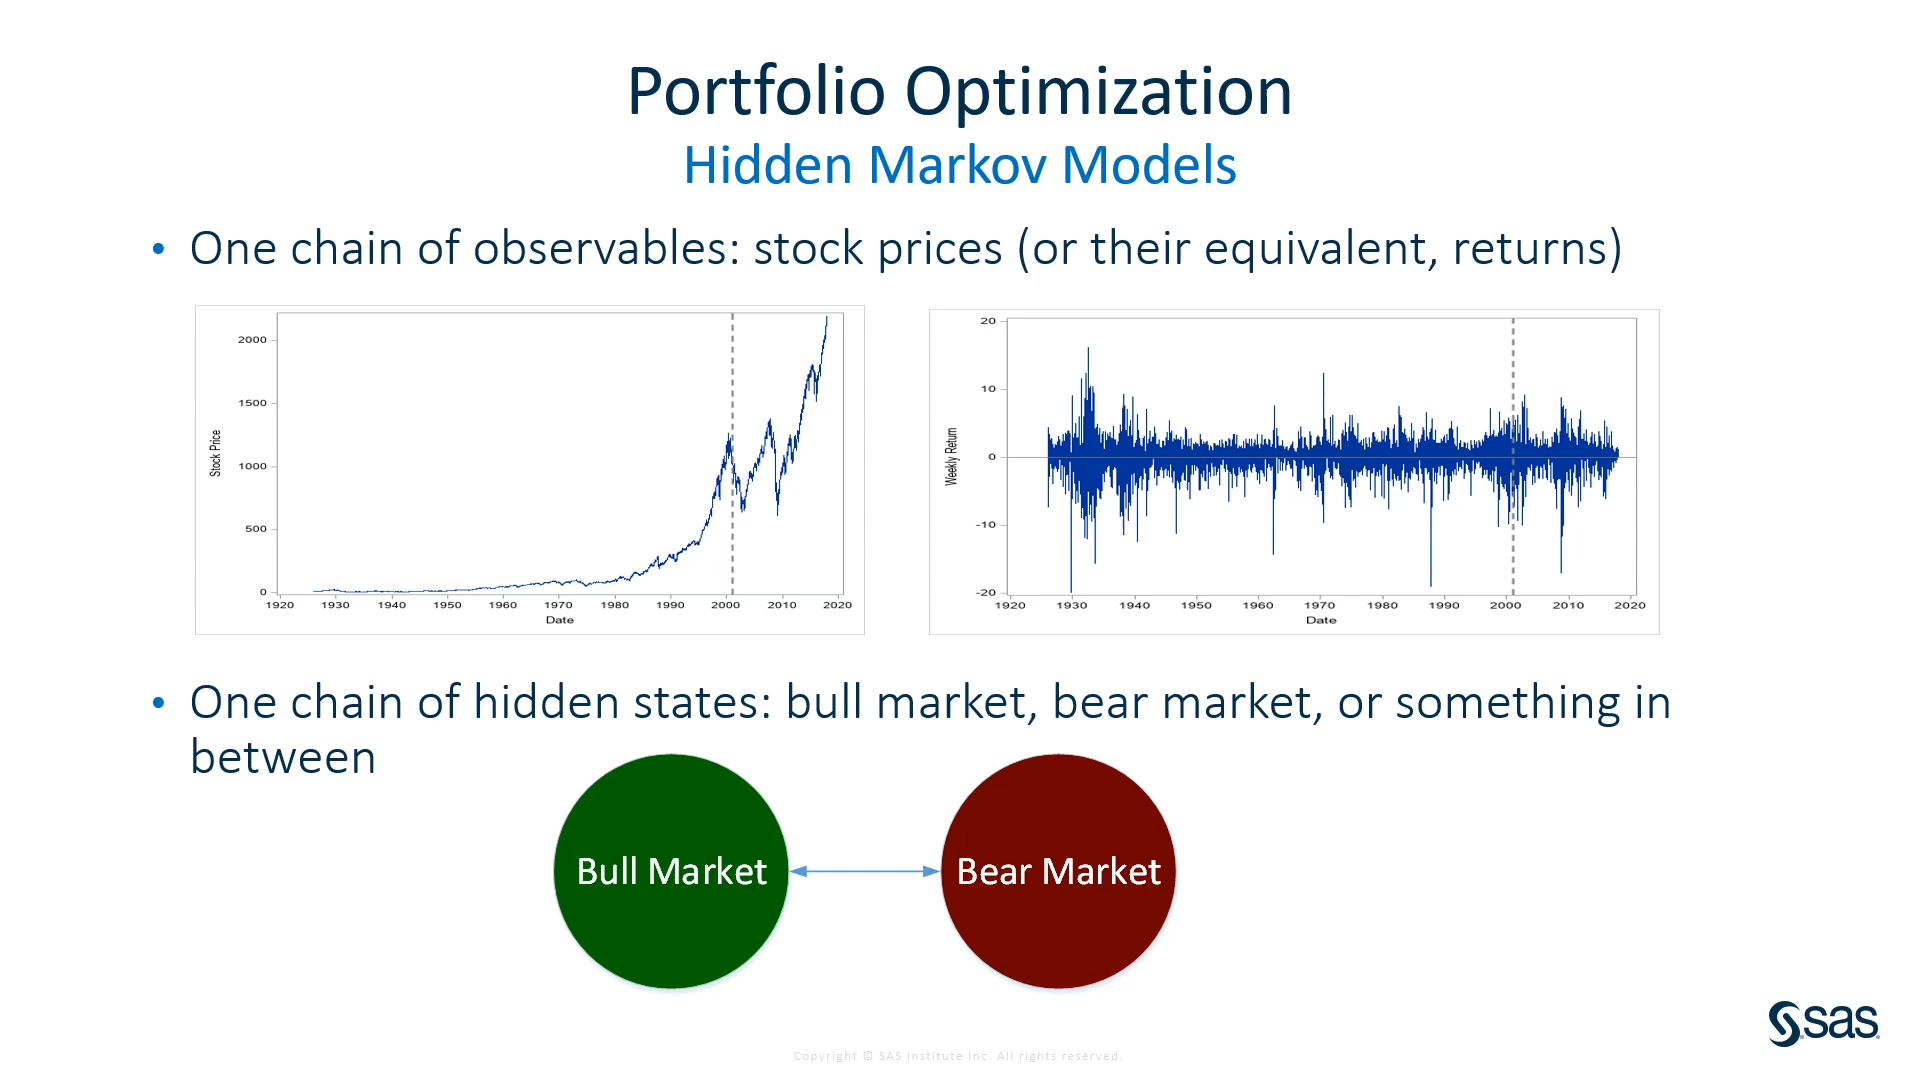 Portfolio Optimization
Hidden Markov Models
• One chain of observables: stock prices (or their equivalent, returns)
Stock Price
2000
1500
1000
500
0
1920 1930 1940 1950 1960 1970 1980 1990 2000 2010 2020
Date
Weekly Return
20
10
0
-10
-20
1920 1930 1940 1950 1960 1970 1980 1990 2000 2010 2020
Date
• One chain of hidden states: bull market, bear market, or something in
between
Bull Market
Bear Market
sas
Copyright © SAS Institute Inc. All rights reserved.